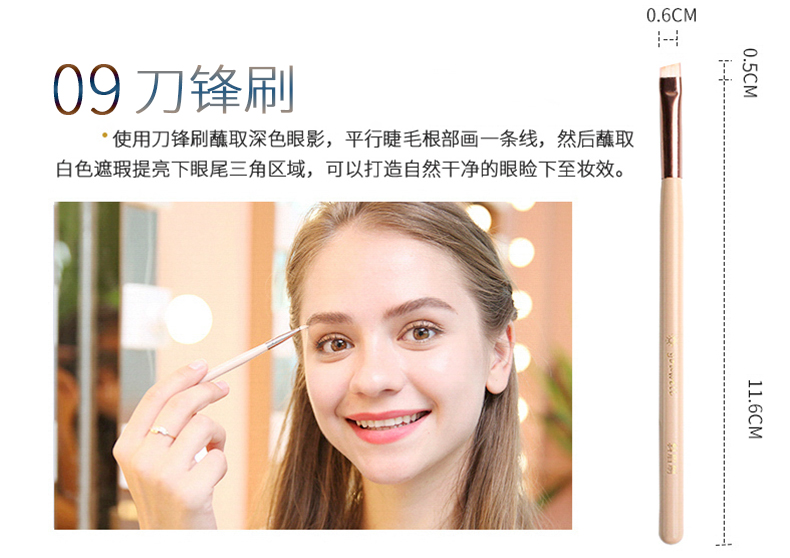 0.6CM
0.5CM
09 刀锋刷
• 使用刀锋刷蘸取深色眼影，平行睫毛根部画一条线，然后蘸取
白色遮瑕提亮下眼尾三角区域，可以打造自然干净的眼睑下至妆效。
11.6CM